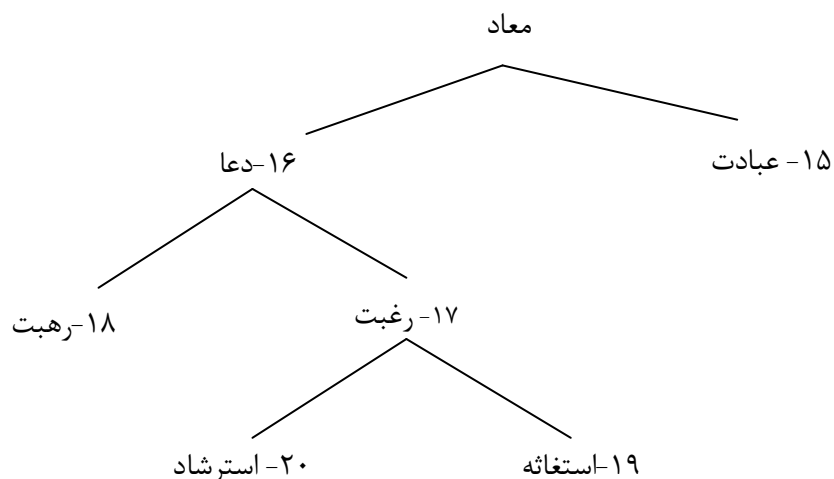 معاد
۱۵- عبادت
۱۶-دعا
۱۷- رغبت
۱۸-رهبت
۱۹-استغاثه
۲۰- استرشاد